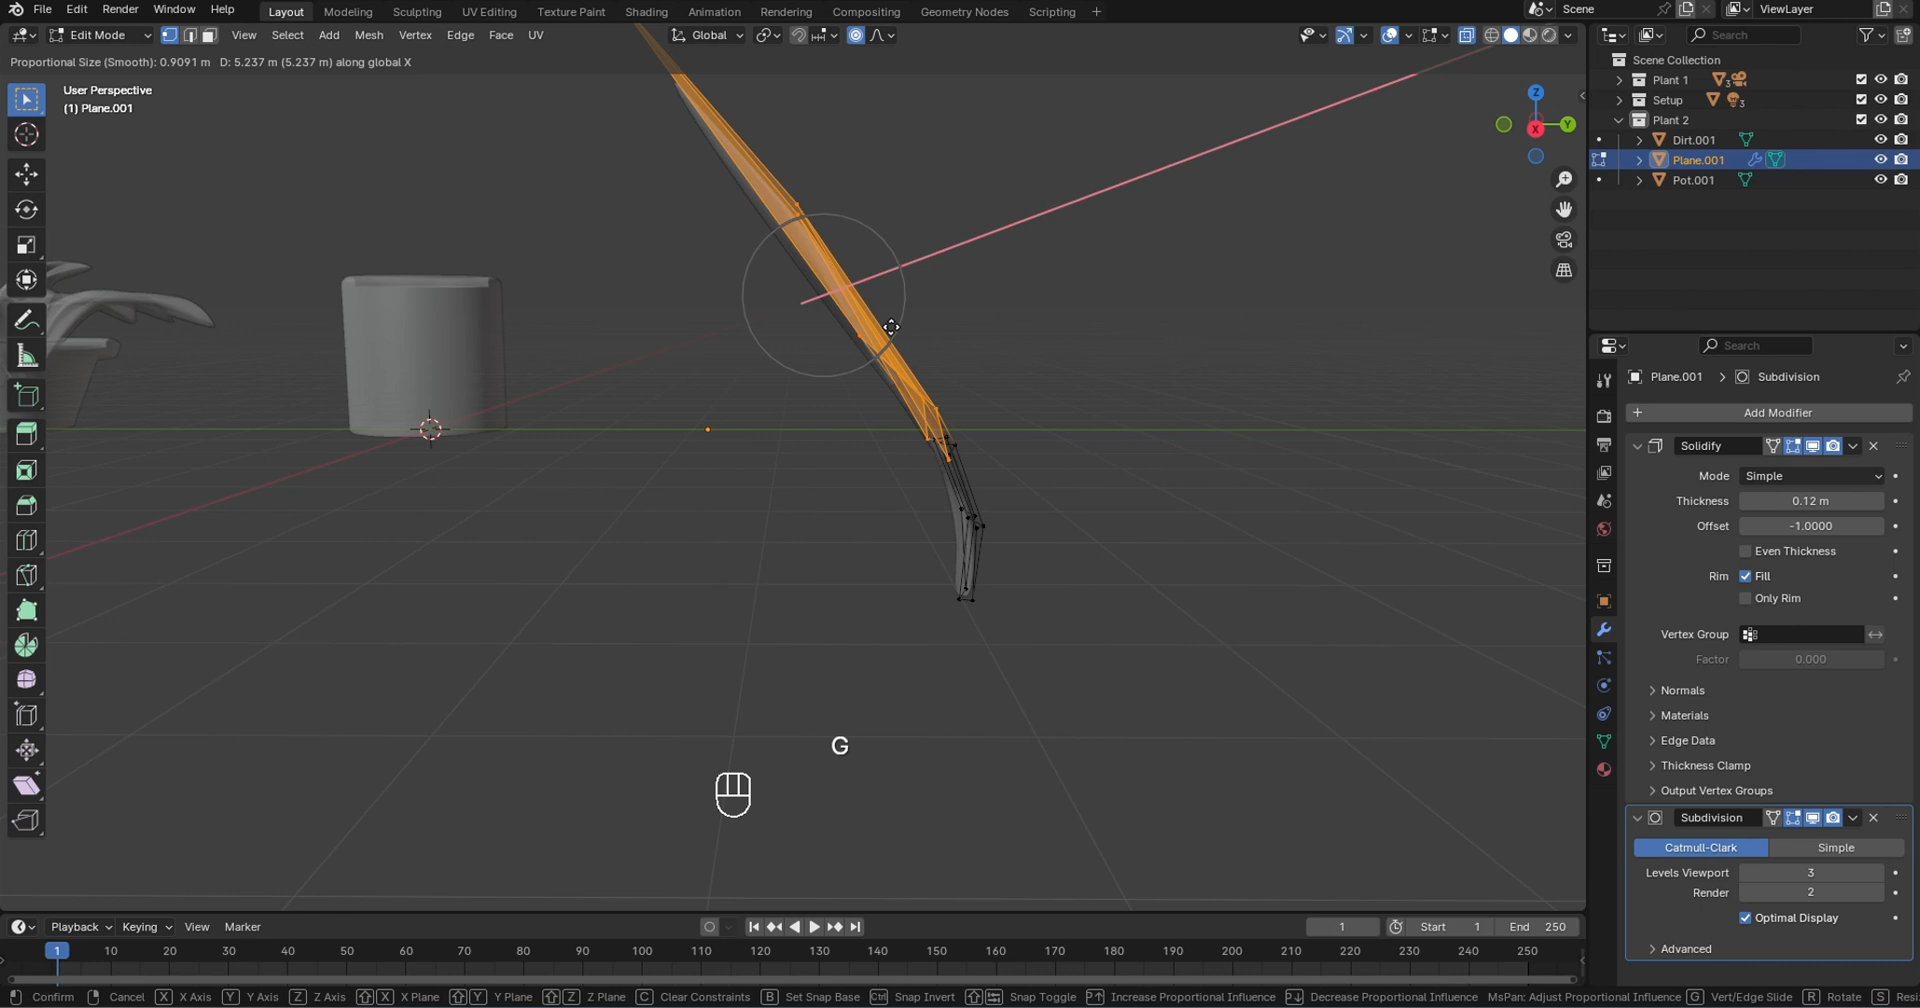 File Edit Render Window Help Layout Modeling Sculpting UV Editing Texture Paint Shading Animation Rendering Compositing Geometry Nodes Scripting + Scene ViewLayer
Edit Mode View Select Add Mesh Vertex Edge Face UV Global Search
Proportional Size (Smooth): 0.9091 m D: 5.237 m (5.237 m) along global X
User Perspective
(1) Plane.001
Z
Y
X
G
Scene Collection
Plant 1 3
Setup 3
Plant 2
Dirt.001
Plane.001
Pot.001
Search
Plane.001 Subdivision
+ Add Modifier
Solidify
Mode Simple
Thickness 0.12 m
Offset -1.0000
Even Thickness
Rim Fill
Only Rim
Vertex Group
Factor 0.000
Normals
Materials
Edge Data
Thickness Clamp
Output Vertex Groups
Subdivision
Catmull-Clark Simple
Levels Viewport 3
Render 2
Optimal Display
Advanced
Playback Keying View Marker 1 Start 1 End 250
1 10 20 30 40 50 60 70 80 90 100 110 120 130 140 150 160 170 180 190 200 210 220 230 240 250
Confirm Cancel X X Axis Y Y Axis Z Z Axis X X Plane Y Y Plane Z Z Plane C Clear Constraints B Set Snap Base Ctrl Snap Invert Snap Toggle P Increase Proportional Influence P Decrease Proportional Influence MsPan: Adjust Proportional Influence G Vert/Edge Slide R Rotate S